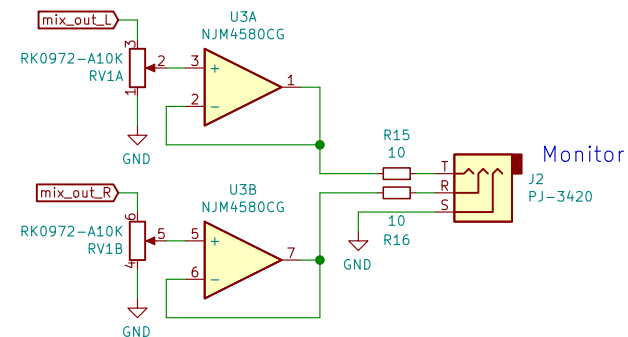 mix_out_L
U3A
NJM4580CG
RK0972-A10K
RV1A
3
2
1
3
+
2
-
1
GND
R15
10
T
R
S
Monitor
J2
PJ-3420
mix_out_R
U3B
NJM4580CG
RK0972-A10K
RV1B
6
5
4
5
+
6
-
7
10
R16
GND
GND